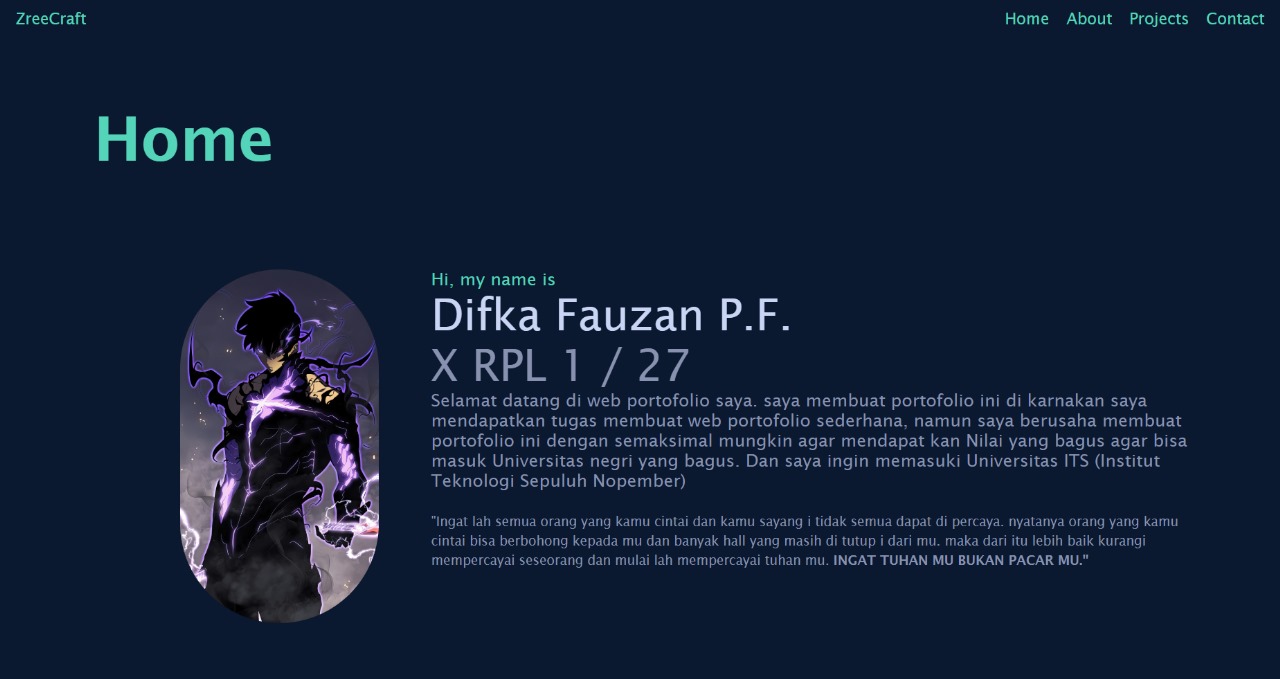 ZreeCraft
Home About Projects Contact
Home
Hi, my name is
Difka Fauzan P.F.
X RPL 1 / 27
Selamat datang di web portofolio saya. saya membuat portofolio ini di karnakan saya
mendapatkan tugas membuat web portofolio sederhana, namun saya berusaha membuat
portofolio ini dengan semaksimal mungkin agar mendapat kan Nilai yang bagus agar bisa
masuk Universitas negri yang bagus. Dan saya ingin memasuki Universitas ITS (Institut
Teknologi Sepuluh Nopember)
"Ingat lah semua orang yang kamu cintai dan kamu sayang i tidak semua dapat di percaya. nyatanya orang yang kamu
cintai bisa berbohong kepada mu dan banyak hall yang masih di tutup i dari mu. maka dari itu lebih baik kurangi
mempercayai seseorang dan mulai lah mempercayai tuhan mu. INGAT TUHAN MU BUKAN PACAR MU."